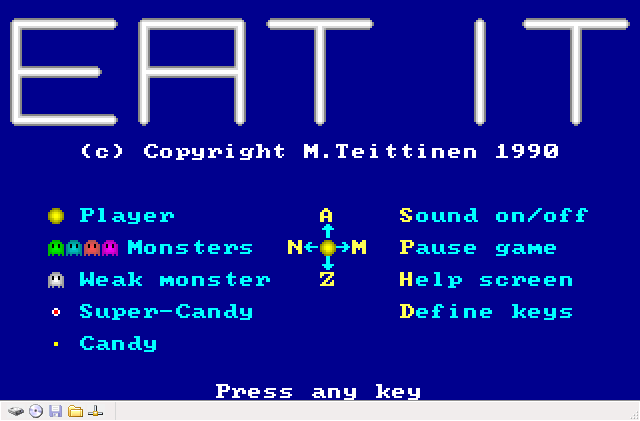 EAT IT
(c) Copyright M.Teittinen 1990
Player A Sound on/off
Monsters N M Pause game
Weak monster Z Help screen
Super-Candy Define keys
Candy
Press any key